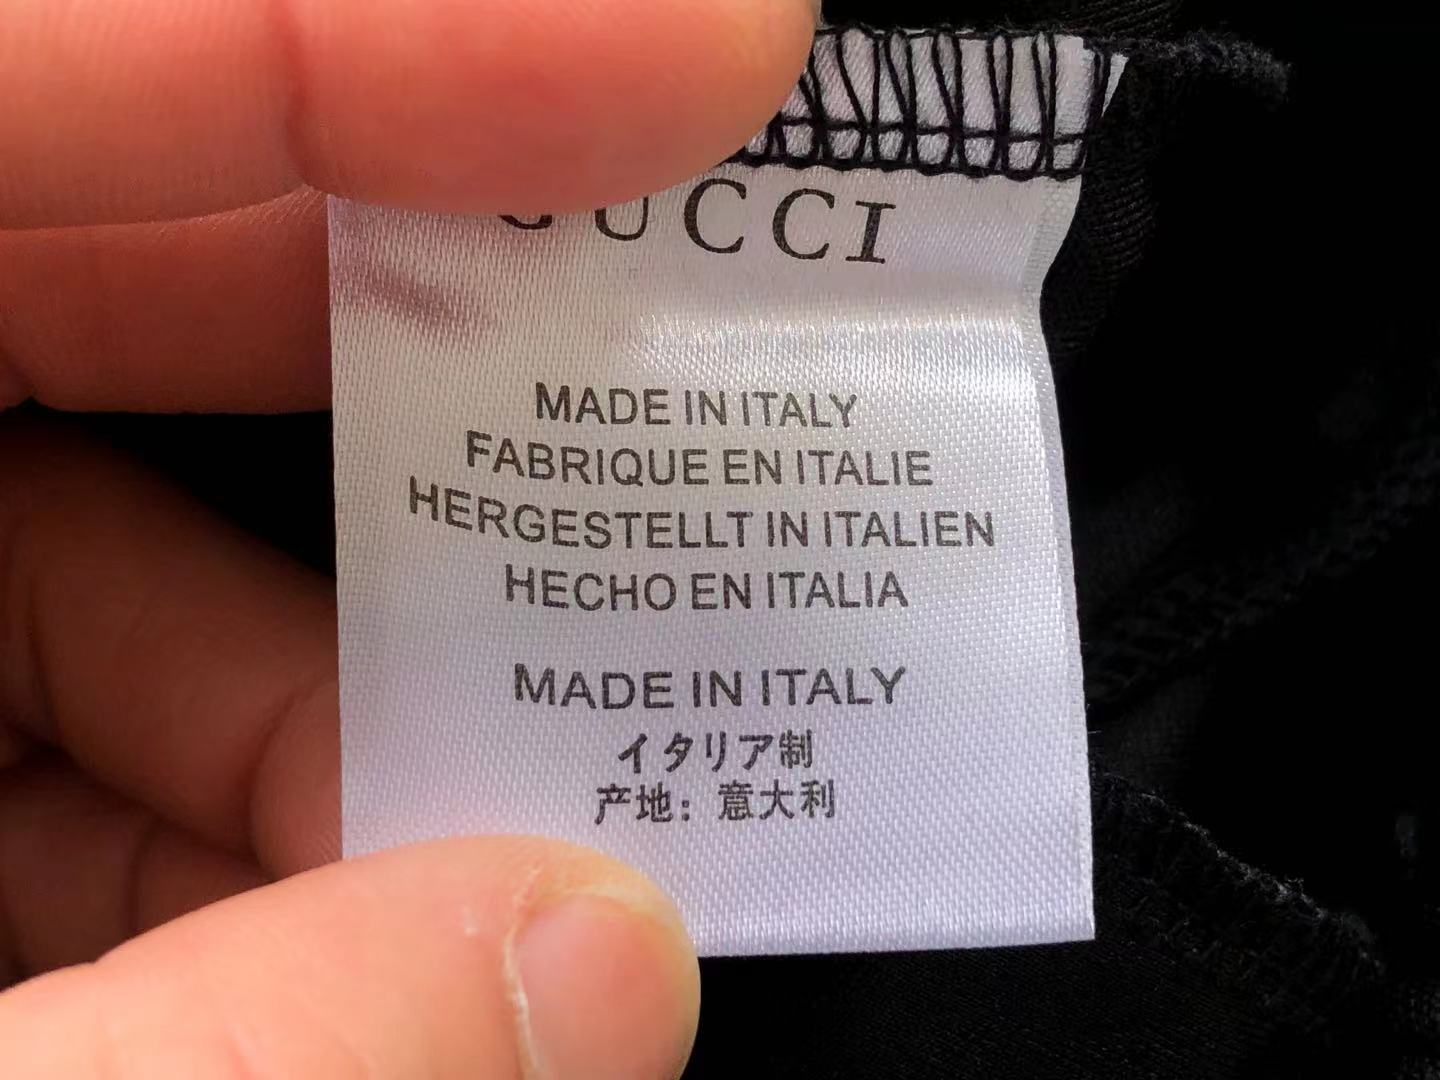 GUCCI
MADE IN ITALY
FABRIQUE EN ITALIE
HERGESTELLT IN ITALIEN
HECHO EN ITALIA
MADE IN ITALY
イタリア制
产地：意大利